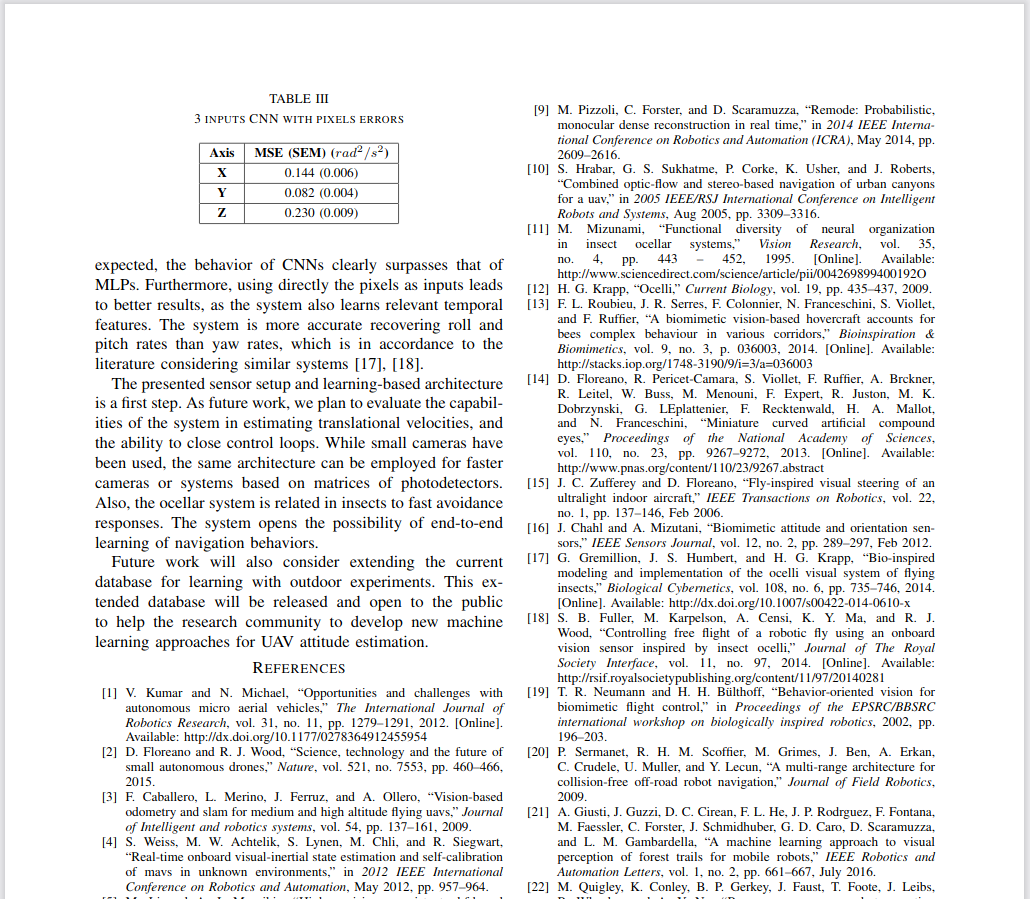 TABLE III
3 INPUTS CNN WITH PIXELS ERRORS
Axis MSE (SEM) (rad²/s²)
X 0.144 (0.006)
Y 0.082 (0.004)
Z 0.230 (0.009)
expected, the behavior of CNNs clearly surpasses that of
MLPs. Furthermore, using directly the pixels as inputs leads
to better results, as the system also learns relevant temporal
features. The system is more accurate recovering roll and
pitch rates than yaw rates, which is in accordance to the
literature considering similar systems [17], [18].
The presented sensor setup and learning-based architecture
is a first step. As future work, we plan to evaluate the capabil-
ities of the system in estimating translational velocities, and
the ability to close control loops. While small cameras have
been used, the same architecture can be employed for faster
cameras or systems based on matrices of photodetectors.
Also, the ocellar system is related in insects to fast avoidance
responses. The system opens the possibility of end-to-end
learning of navigation behaviors.
Future work will also consider extending the current
database for learning with outdoor experiments. This ex-
tended database will be released and open to the public
to help the research community to develop new machine
learning approaches for UAV attitude estimation.
REFERENCES
[1] V. Kumar and N. Michael, “Opportunities and challenges with
autonomous micro aerial vehicles,” The International Journal of
Robotics Research, vol. 31, no. 11, pp. 1279–1291, 2012. [Online].
Available: http://dx.doi.org/10.1177/0278364912455954
[2] D. Floreano and R. J. Wood, “Science, technology and the future of
small autonomous drones,” Nature, vol. 521, no. 7553, pp. 460–466,
2015.
[3] F. Caballero, L. Merino, J. Ferruz, and A. Ollero, “Vision-based
odometry and slam for medium and high altitude flying uavs,” Journal
of Intelligent and robotics systems, vol. 54, pp. 137–161, 2009.
[4] S. Weiss, M. W. Achtelik, S. Lynen, M. Chli, and R. Siegwart,
“Real-time onboard visual-inertial state estimation and self-calibration
of mavs in unknown environments,” in 2012 IEEE International
Conference on Robotics and Automation, May 2012, pp. 957–964.
[9] M. Pizzoli, C. Forster, and D. Scaramuzza, “Remode: Probabilistic,
monocular dense reconstruction in real time,” in 2014 IEEE Interna-
tional Conference on Robotics and Automation (ICRA), May 2014, pp.
2609–2616.
[10] S. Hrabar, G. S. Sukhatme, P. Corke, K. Usher, and J. Roberts,
“Combined optic-flow and stereo-based navigation of urban canyons
for a uav,” in 2005 IEEE/RSJ International Conference on Intelligent
Robots and Systems, Aug 2005, pp. 3309–3316.
[11] M. Mizunami, “Functional diversity of neural organization
in insect ocellar systems,” Vision Research, vol. 35,
no. 4, pp. 443 – 452, 1995. [Online]. Available:
http://www.sciencedirect.com/science/article/pii/004269899400192O
[12] H. G. Krapp, “Ocelli,” Current Biology, vol. 19, pp. 435–437, 2009.
[13] F. L. Roubieu, J. R. Serres, F. Colonnier, N. Franceschini, S. Viollet,
and F. Ruffier, “A biomimetic vision-based hovercraft accounts for
bees complex behaviour in various corridors,” Bioinspiration &
Biomimetics, vol. 9, no. 3, p. 036003, 2014. [Online]. Available:
http://stacks.iop.org/1748-3190/9/i=3/a=036003
[14] D. Floreano, R. Pericet-Camara, S. Viollet, F. Ruffier, A. Brckner,
R. Leitel, W. Buss, M. Menouni, F. Expert, R. Juston, M. K.
Dobrzynski, G. LEplattenier, F. Recktenwald, H. A. Mallot,
and N. Franceschini, “Miniature curved artificial compound
eyes,” Proceedings of the National Academy of Sciences,
vol. 110, no. 23, pp. 9267–9272, 2013. [Online]. Available:
http://www.pnas.org/content/110/23/9267.abstract
[15] J. C. Zufferey and D. Floreano, “Fly-inspired visual steering of an
ultralight indoor aircraft,” IEEE Transactions on Robotics, vol. 22,
no. 1, pp. 137–146, Feb 2006.
[16] J. Chahl and A. Mizutani, “Biomimetic attitude and orientation sen-
sors,” IEEE Sensors Journal, vol. 12, no. 2, pp. 289–297, Feb 2012.
[17] G. Gremillion, J. S. Humbert, and H. G. Krapp, “Bio-inspired
modeling and implementation of the ocelli visual system of flying
insects,” Biological Cybernetics, vol. 108, no. 6, pp. 735–746, 2014.
[Online]. Available: http://dx.doi.org/10.1007/s00422-014-0610-x
[18] S. B. Fuller, M. Karpelson, A. Censi, K. Y. Ma, and R. J.
Wood, “Controlling free flight of a robotic fly using an onboard
vision sensor inspired by insect ocelli,” Journal of The Royal
Society Interface, vol. 11, no. 97, 2014. [Online]. Available:
http://rsif.royalsocietypublishing.org/content/11/97/20140281
[19] T. R. Neumann and H. H. Bülthoff, “Behavior-oriented vision for
biomimetic flight control,” in Proceedings of the EPSRC/BBSRC
international workshop on biologically inspired robotics, 2002, pp.
196–203.
[20] P. Sermanet, R. H. M. Scoffier, M. Grimes, J. Ben, A. Erkan,
C. Crudele, U. Muller, and Y. Lecun, “A multi-range architecture for
collision-free off-road robot navigation,” Journal of Field Robotics,
2009.
[21] A. Giusti, J. Guzzi, D. C. Cirean, F. L. He, J. P. Rodrguez, F. Fontana,
M. Faessler, C. Forster, J. Schmidhuber, G. D. Caro, D. Scaramuzza,
and L. M. Gambardella, “A machine learning approach to visual
perception of forest trails for mobile robots,” IEEE Robotics and
Automation Letters, vol. 1, no. 2, pp. 661–667, July 2016.
[22] M. Quigley, K. Conley, B. P. Gerkey, J. Faust, T. Foote, J. Leibs,